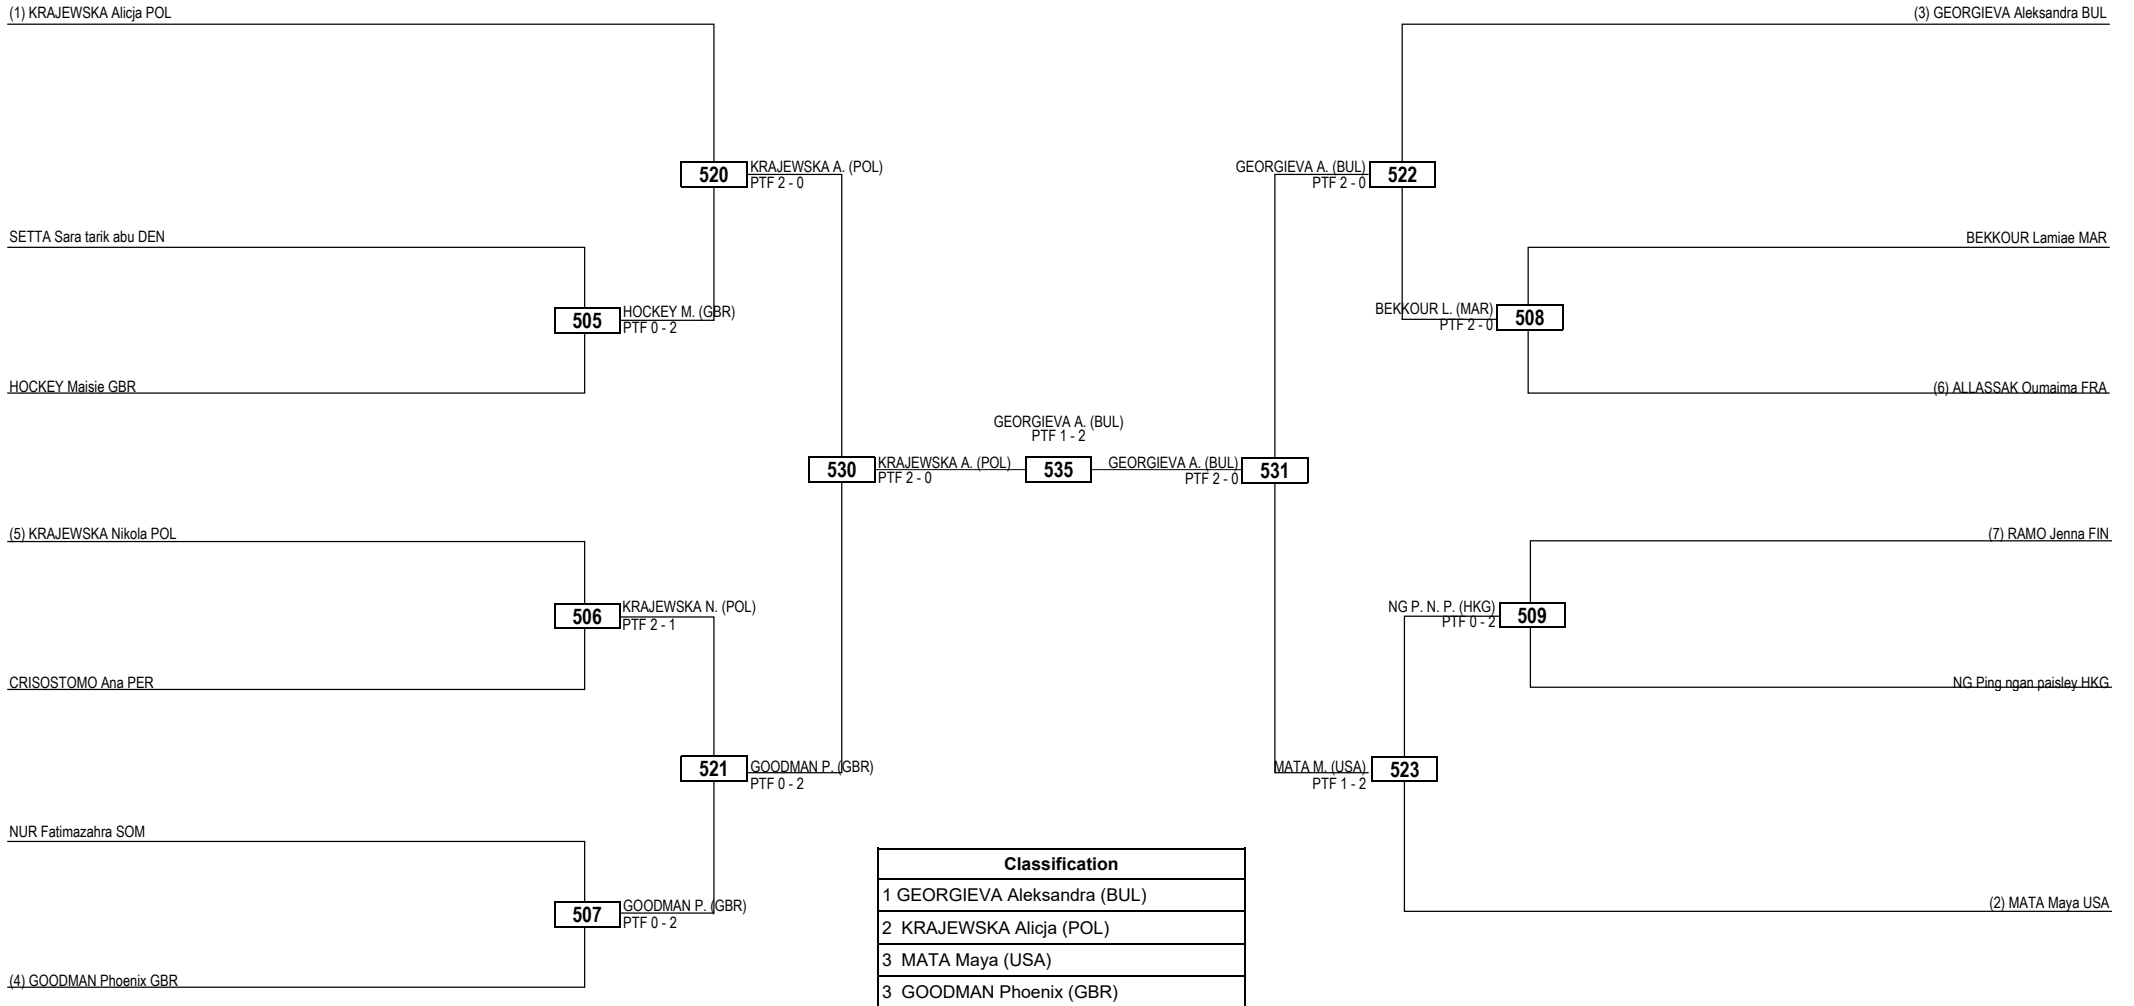 (1) KRAJEWSKA Alicja POL
(3) GEORGIEVA Aleksandra BUL
520
KRAJEWSKA A. (POL)
PTF 2 - 0
GEORGIEVA A. (BUL)
PTF 2 - 0
522
SETTA Sara tarik abu DEN
BEKKOUR Lamiae MAR
505
HOCKEY M. (GBR)
PTF 0 - 2
BEKKOUR L. (MAR)
PTF 2 - 0
508
HOCKEY Maisie GBR
(6) ALLASSAK Oumaima FRA
GEORGIEVA A. (BUL)
PTF 1 - 2
530
KRAJEWSKA A. (POL)
PTF 2 - 0
535
GEORGIEVA A. (BUL)
PTF 2 - 0
531
(5) KRAJEWSKA Nikola POL
(7) RAMO Jenna FIN
506
KRAJEWSKA N. (POL)
PTF 2 - 1
NG P. N. P. (HKG)
PTF 0 - 2
509
CRISOSTOMO Ana PER
NG Ping ngan paisley HKG
521
GOODMAN P. (GBR)
PTF 0 - 2
MATA M. (USA)
PTF 1 - 2
523
NUR Fatimazahra SOM
507
GOODMAN P. (GBR)
PTF 0 - 2
(2) MATA Maya USA
(4) GOODMAN Phoenix GBR
Classification
1 GEORGIEVA Aleksandra (BUL)
2 KRAJEWSKA Alicja (POL)
3 MATA Maya (USA)
3 GOODMAN Phoenix (GBR)